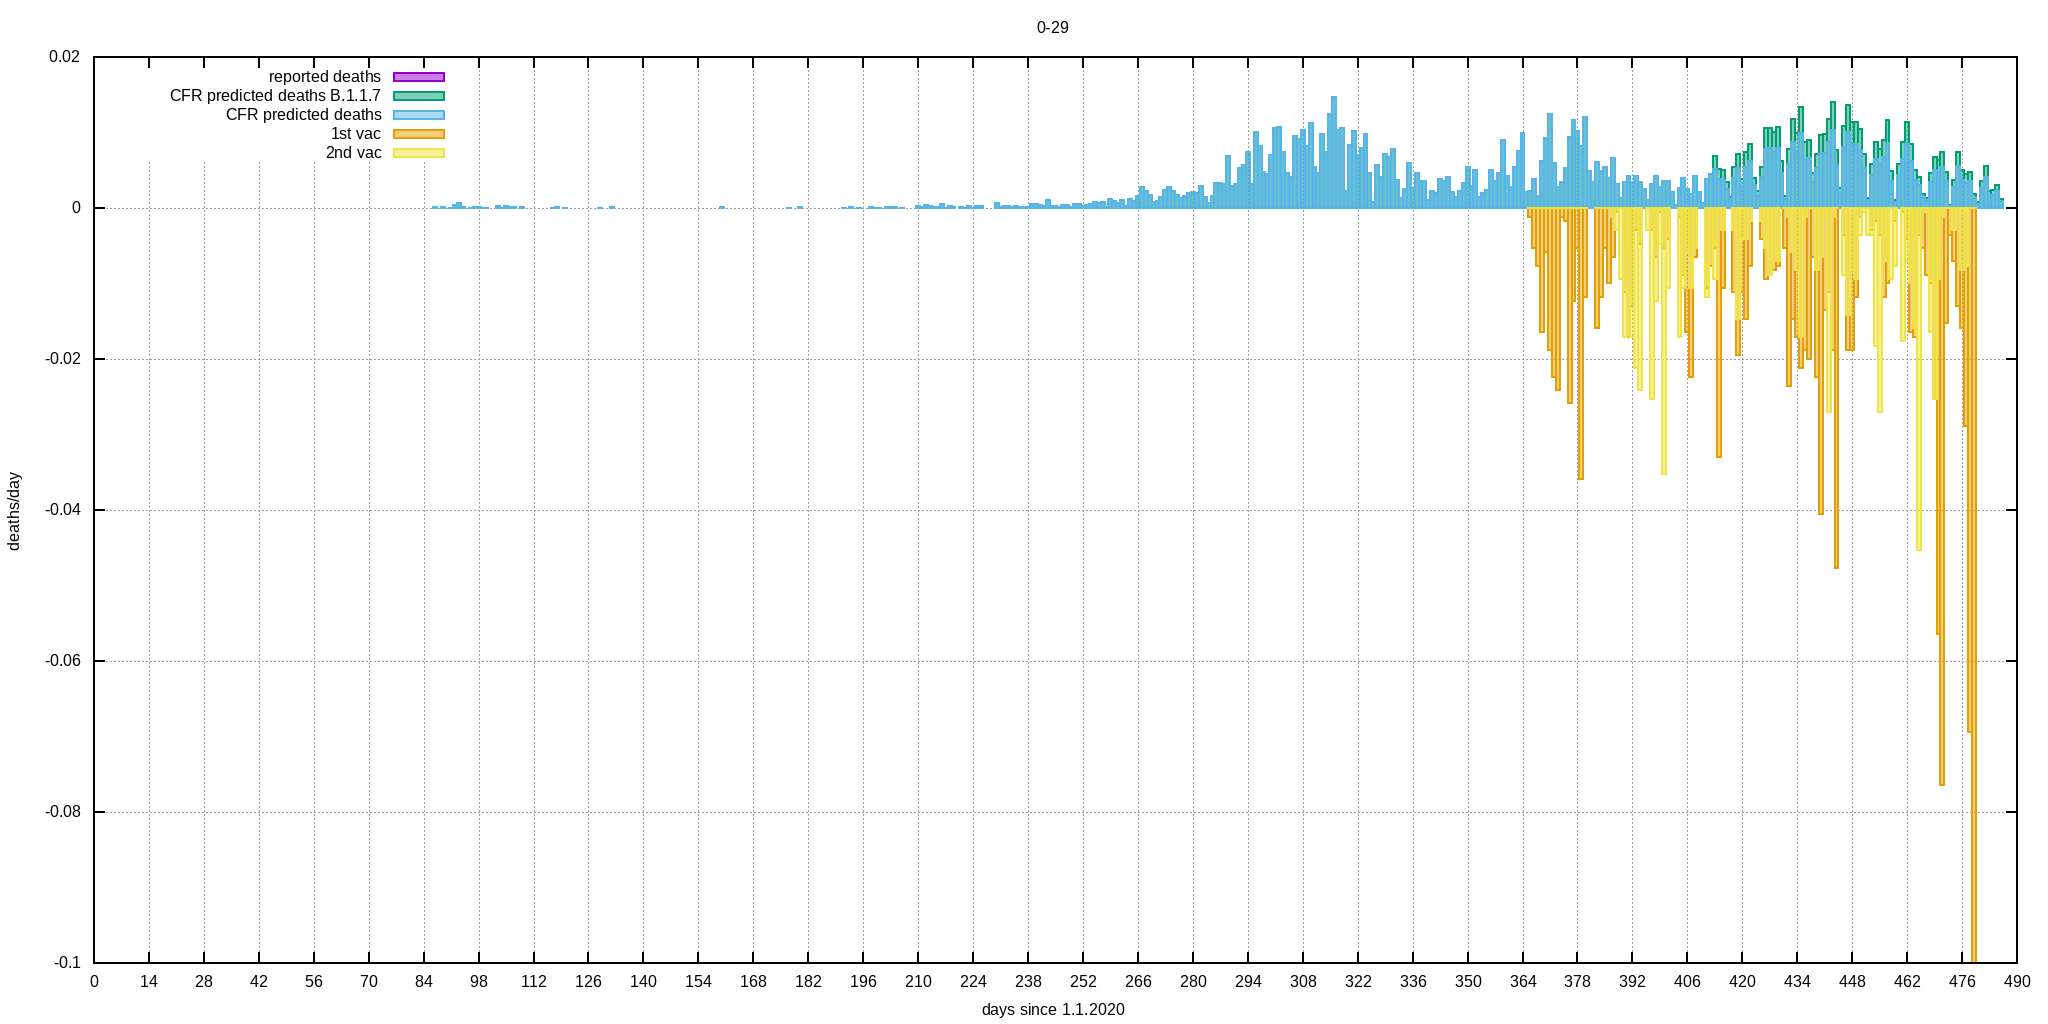 0-29
0.02
0
-0.02
-0.04
-0.06
-0.08
-0.1
deaths/day
reported deaths
CFR predicted deaths B.1.1.7
CFR predicted deaths
1st vac
2nd vac
0 14 28 42 56 70 84 98 112 126 140 154 168 182 196 210 224 238 252 266 280 294 308 322 336 350 364 378 392 406 420 434 448 462 476 490
days since 1.1.2020